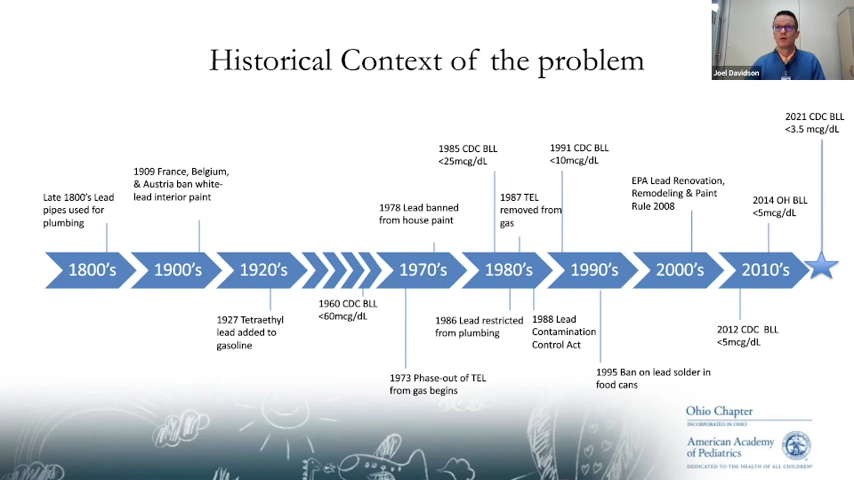 Historical Context of the problem
Joel Davidson
2021 CDC BLL
<3.5 mcg/dL
1985 CDC BLL
<25mcg/dL
1991 CDC BLL
<10mcg/dL
1909 France, Belgium,
& Austria ban white-
lead interior paint
EPA Lead Renovation,
Remodeling & Paint
Rule 2008
Late 1800's Lead
pipes used for
plumbing
1978 Lead banned
from house paint
1987 TEL
removed from
gas
2014 OH BLL
<5mcg/dL
1800's
1900's
1920's
1970's
1980's
1990's
2000's
2010's
1960 CDC BLL
<60mcg/dL
1927 Tetraethyl
lead added to
gasoline
1986 Lead restricted
from plumbing
1988 Lead
Contamination
Control Act
2012 CDC BLL
<5mcg/dL
1973 Phase-out of TEL
from gas begins
1995 Ban on lead solder in
food cans
Ohio Chapter
INCORPORATED IN OHIO
American Academy
of Pediatrics
DEDICATED TO THE HEALTH OF ALL CHILDREN®